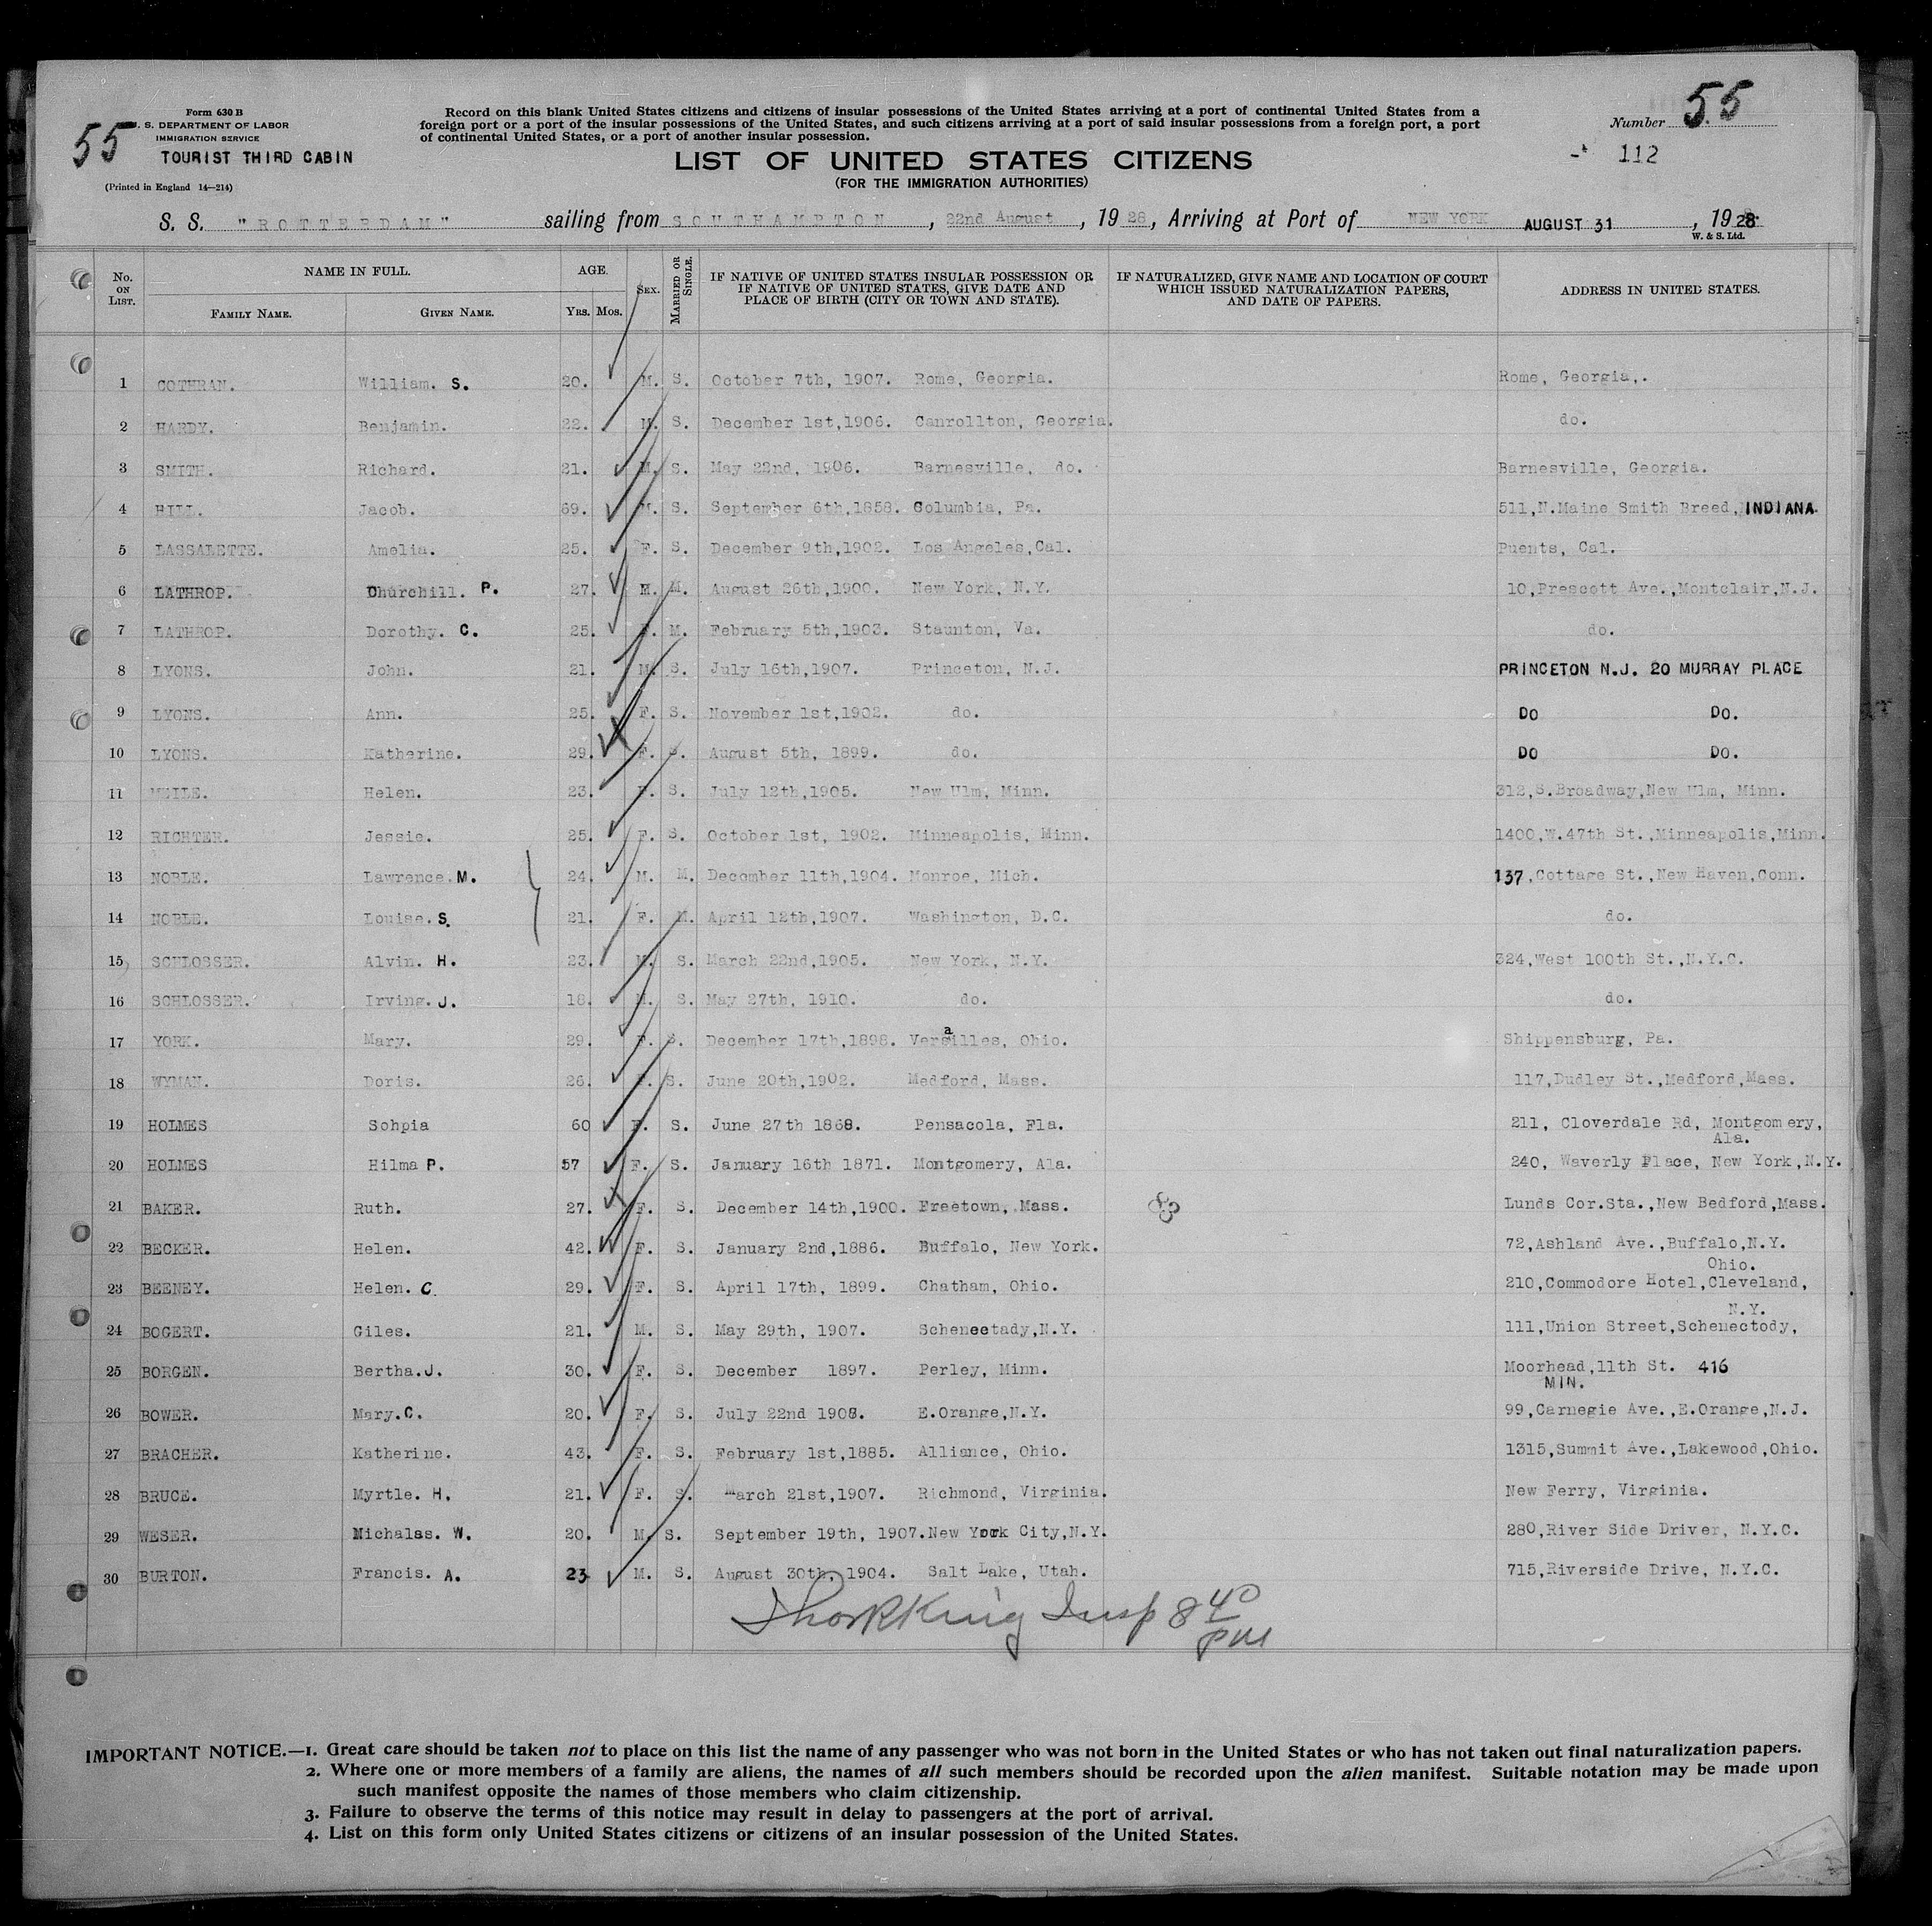 Form 630 B
55
S. DEPARTMENT OF LABOR
IMMIGRATION SERVICE
TOURIST THIRD CABIN
(Printed in England 14—214)
Record on this blank United States citizens and citizens of insular possessions of the United States arriving at a port of continental United States from a
foreign port or a port of the insular possessions of the United States, and such citizens arriving at a port of said insular possessions from a foreign port, a port
of continental United States, or a port of another insular possession.
LIST OF UNITED STATES CITIZENS
(FOR THE IMMIGRATION AUTHORITIES)
Number 55
112
S. S. "ROTTERDAM" sailing from SOUTHAMPTON, 22nd August, 1928, Arriving at Port of NEW YORK AUGUST 31, 1928
W. & S. Ltd.
No. ON LIST. NAME IN FULL. FAMILY NAME. GIVEN NAME. AGE. YRS. MOS. SEX. MARRIED OR SINGLE. IF NATIVE OF UNITED STATES INSULAR POSSESSION OR IF NATIVE OF UNITED STATES, GIVE DATE AND PLACE OF BIRTH (CITY OR TOWN AND STATE). IF NATURALIZED, GIVE NAME AND LOCATION OF COURT WHICH ISSUED NATURALIZATION PAPERS, AND DATE OF PAPERS. ADDRESS IN UNITED STATES.
1 COTHRAN. William. S. 20. M. S. October 7th, 1907. Rome, Georgia. Rome, Georgia,.
2 HARDY. Benjamin. 22. M. S. December 1st,1906. Canrollton, Georgia. do.
3 SMITH. Richard. 21. M. S. May 22nd, 1906. Barnesville, do. Barnesville, Georgia.
4 HILL. Jacob. 69. M. S. September 6th,1858. Columbia, Pa. 511,N.Maine Smith Breed, INDIANA.
5 LASSALETTE. Amelia. 25. F. S. December 9th,1902. Los Angeles,Cal. Puents, Cal.
6 LATHROP. Churchill. P. 27. M. M. August 26th,1900. New York, N.Y. 10,Prescott Ave.,Montclair,N.J.
7 LATHROP. Dorothy. C. 25. F. M. February 5th,1903. Staunton, Va. do.
8 LYONS. John. 21. M. S. July 16th,1907. Princeton, N.J. PRINCETON N.J. 20 MURRAY PLACE
9 LYONS. Ann. 25. F. S. November 1st,1902. do. DO DO.
10 LYONS. Katherine. 29. F. S. August 5th, 1899. do. DO DO.
11 MEILE. Helen. 23. F. S. July 12th,1905. New Ulm, Minn. 312,S.Broadway,New Ulm, Minn.
12 RICHTER. Jessie. 25. F. S. October 1st, 1902. Minneapolis, Minn. 1400,W.47th St.,Minneapolis,Minn.
13 NOBLE. Lawrence. M. 24. M. M. December 11th,1904. Monroe, Mich. 137,Cottage St.,New Haven,Conn.
14 NOBLE. Louise. S. 21. F. M. April 12th,1907. Washington, D.C. do.
15 SCHLOSSER. Alvin. H. 23. M. S. March 22nd,1905. New York, N.Y. 324,West 100th St.,N.Y.C.
16 SCHLOSSER. Irving. J. 18. M. S. May 27th, 1910. do. do.
17 YORK. Mary. 29. F. S. December 17th,1898. Versailles, Ohio. Shippensburg, Pa.
18 WYMAN. Doris. 26. F. S. June 20th,1902. Medford, Mass. 117,Dudley St.,Medford,Mass.
19 HOLMES Sohpia 60 F. S. June 27th 1868. Pensacola, Fla. 211, Cloverdale Rd, Montgomery,
Ala.
20 HOLMES Hilma P. 57 F. S. January 16th 1871. Montgomery, Ala. 240, Waverly Place, New York,N.Y.
21 BAKER. Ruth. 27. F. S. December 14th,1900. Freetown, Mass. Lunds Cor.Sta.,New Bedford,Mass.
22 BECKER. Helen. 42. F. S. January 2nd,1886. Buffalo, New York. 72,Ashland Ave.,Buffalo,N.Y.
Ohio.
23 BEENEY. Helen. C. 29. F. S. April 17th, 1899. Chatham, Ohio. 210,Commodore Hotel,Cleveland,
N.Y.
24 BOGERT. Giles. 21. M. S. May 29th, 1907. Scheneetady,N.Y. 111,Union Street,Schenectody,
25 BORGEN. Bertha. J. 30. F. S. December 1897. Perley, Minn. Moorhead,11th St. 416
MIN.
26 BOWER. Mary. C. 20. F. S. July 22nd 1908. E.Orange,N.Y. 99,Carnegie Ave.,E.Orange,N.J.
27 BRACHER. Katherine. 43. F. S. February 1st,1885. Alliance, Ohio. 1315,Summit Ave.,Lakewood,Ohio.
28 BRUCE. Myrtle. H. 21. F. S. March 21st,1907. Richmond, Virginia. New Ferry, Virginia.
29 WESER. Michalas. W. 20. M. S. September 19th, 1907. New York City,N.Y. 280,River Side Driver, N.Y.C.
30 BURTON. Francis. A. 23 M. S. August 30th, 1904. Salt Lake, Utah. 715,Riverside Drive, N.Y.C.
King Insp 8 40
pm
IMPORTANT NOTICE.—1. Great care should be taken not to place on this list the name of any passenger who was not born in the United States or who has not taken out final naturalization papers.
2. Where one or more members of a family are aliens, the names of all such members should be recorded upon the alien manifest. Suitable notation may be made upon
such manifest opposite the names of those members who claim citizenship.
3. Failure to observe the terms of this notice may result in delay to passengers at the port of arrival.
4. List on this form only United States citizens or citizens of an insular possession of the United States.